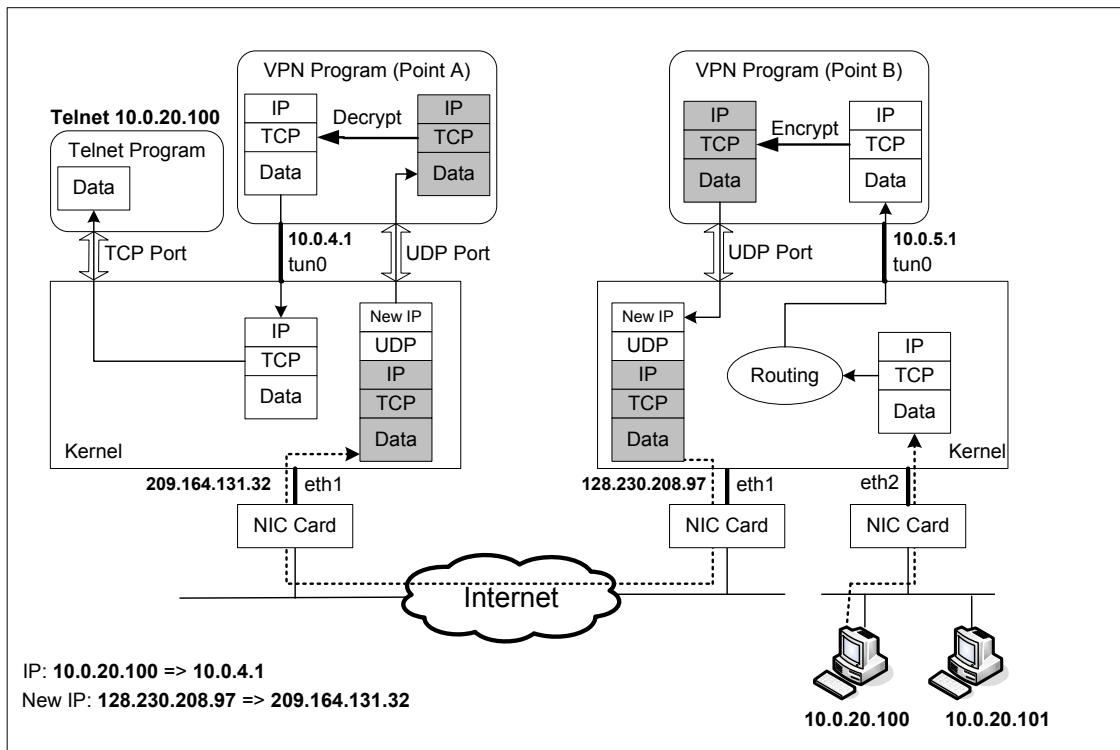 VPN Program (Point A)
IP
TCP
Data
Decrypt
IP
TCP
Data
Telnet 10.0.20.100
Telnet Program
Data
TCP Port
10.0.4.1
tun0
UDP Port
IP
TCP
Data
New IP
UDP
IP
TCP
Data
Kernel
209.164.131.32
eth1
NIC Card
VPN Program (Point B)
IP
TCP
Data
Encrypt
IP
TCP
Data
UDP Port
10.0.5.1
tun0
New IP
UDP
IP
TCP
Data
Routing
IP
TCP
Data
Kernel
128.230.208.97
eth1
eth2
NIC Card
NIC Card
Internet
10.0.20.100
10.0.20.101
IP: 10.0.20.100 => 10.0.4.1
New IP: 128.230.208.97 => 209.164.131.32